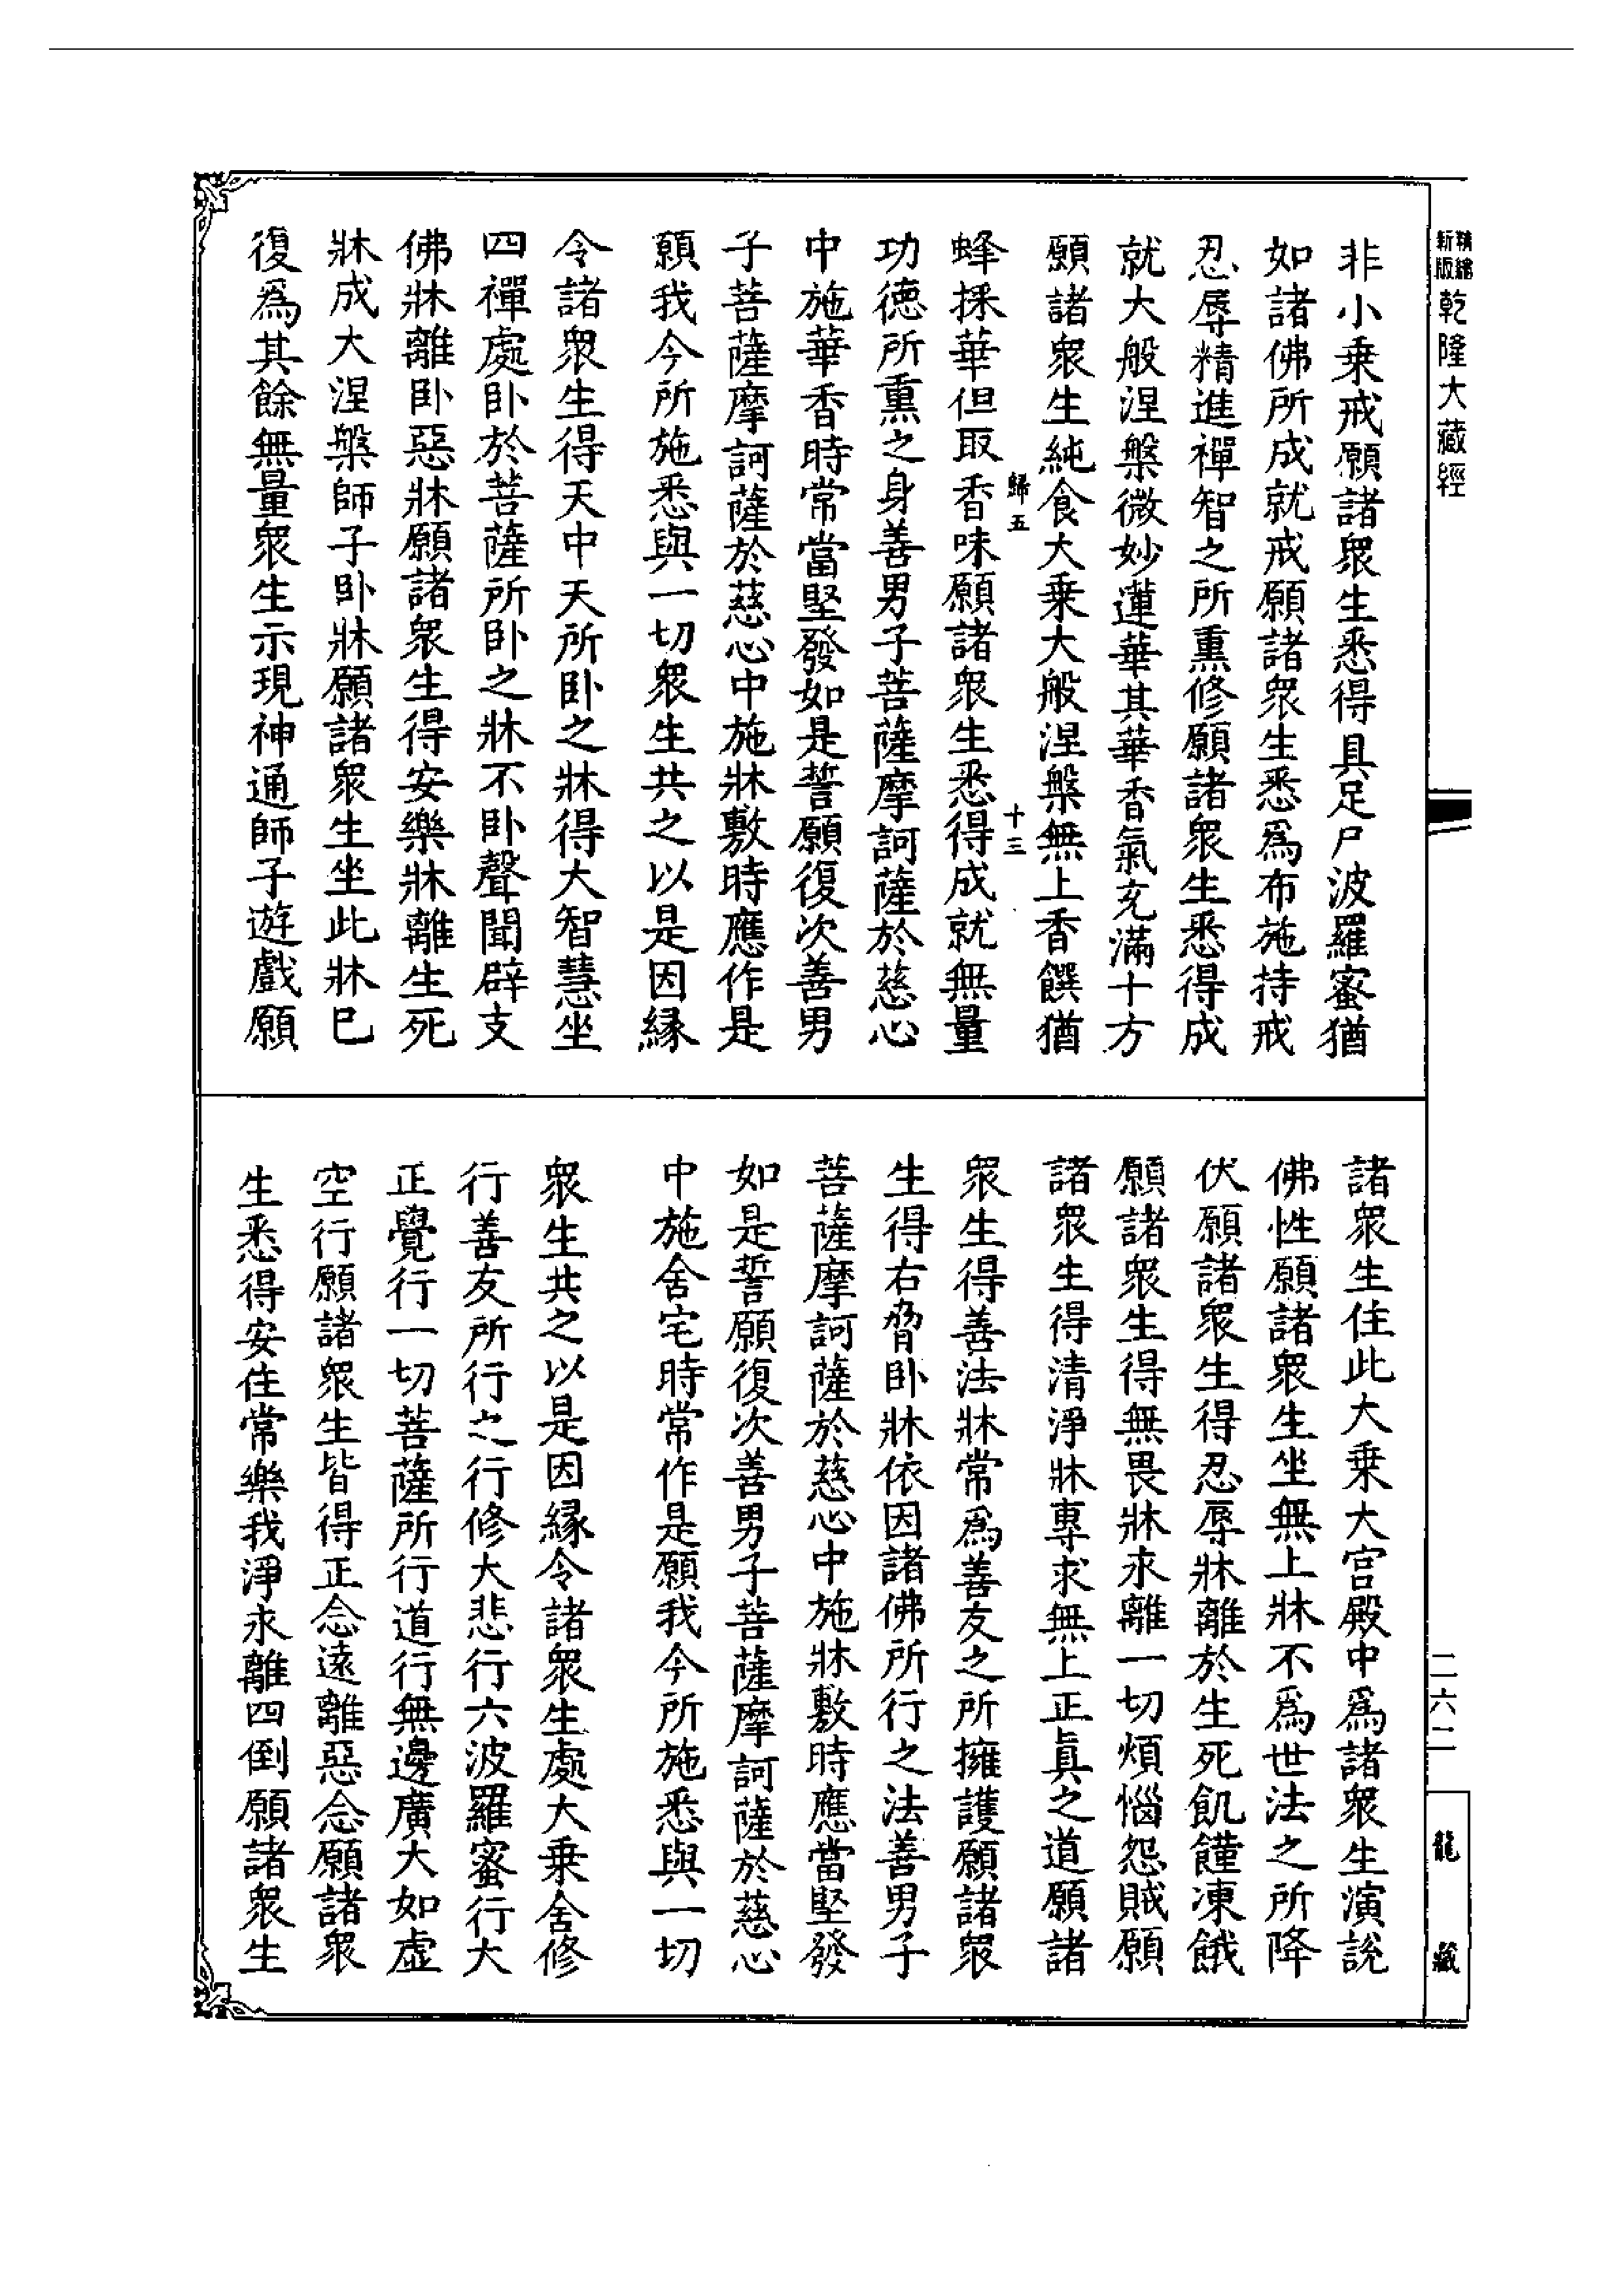 新版精縮乾隆大藏經
非小乗戒願諸衆生悉得具足尸波羅蜜猶
如諸佛所成就戒願諸衆生悉爲布施持戒
忍辱精進禪智之所熏修願諸衆生悉得成
就大般涅槃微妙蓮華其華香氣充滿十方
願諸衆生純食大乗大般涅槃無上香饌猶
歸五 十三
蜂採華但取香味願諸衆生悉得成就無量
功徳所熏之身善男子菩薩摩訶薩於慈心
中施華香時常當堅發如是誓願復次善男
子菩薩摩訶薩於慈心中施牀敷時應作是
願我今所施悉與一切衆生共之以是因縁
令諸衆生得天中天所臥之牀得大智慧坐
四禪處臥於菩薩所臥之牀不臥聲聞辟支
佛牀離臥惡牀願諸衆生得安樂牀離生死
牀成大涅槃師子臥牀願諸衆生坐此牀巳
復爲其餘無量衆生示現神通師子遊戲願
諸衆生住此大乗大宫殿中爲諸衆生演說
佛性願諸衆生坐無上牀不爲世法之所降
伏願諸衆生得忍辱牀離於生死飢饉凍餓
願諸衆生得無畏牀永離一切煩惱怨賊願
諸衆生得清淨牀專求無上正眞之道願諸
衆生得善法牀常爲善友之所擁護願諸衆
生得右脅臥牀依因諸佛所行之法善男子
菩薩摩訶薩於慈心中施牀敷時應當堅發
如是誓願復次善男子菩薩摩訶薩於慈心
中施舍宅時常作是願我今所施悉與一切
衆生共之以是因縁令諸衆生處大乗舍修
行善友所行之行修大悲行六波羅蜜行大
正覺行一切菩薩所行道行無邊廣大如虛
空行願諸衆生皆得正念遠離惡念願諸衆
生悉得安住常樂我淨永離四倒願諸衆生
二六二
龍藏